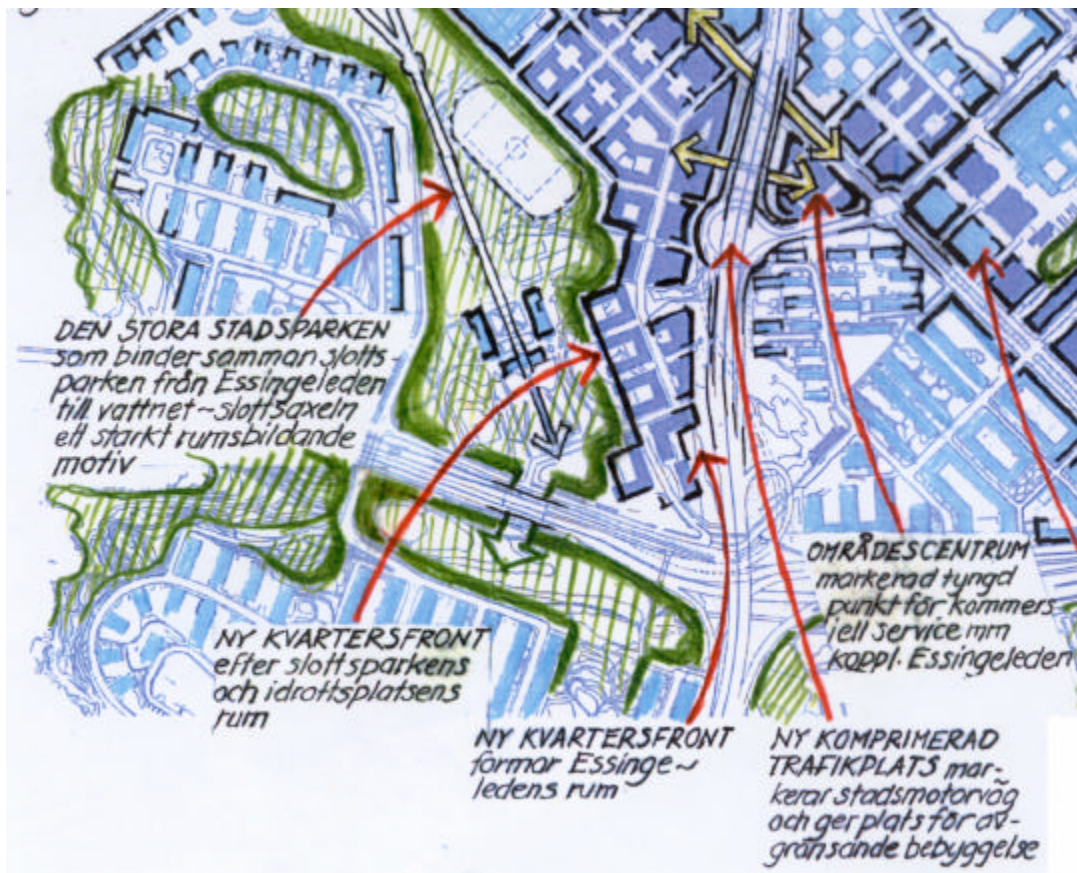 DEN STORA STADSPARKEN
som binder samman slotts-
parken från Essingeleden
till vattnet~slottsaxeln
ett starkt rumsbildande
motiv
NY KVARTERSFRONT
efter slottsparkens
och idrottsplatsens
rum
NY KVARTERSFRONT
formar Essinge~
ledens rum
OMRÅDESCENTRUM
markerad tyngd
punkt för kommers
iell service mm
koppl. Essingeleden
NY KOMPRIMERAD
TRAFIKPLATS mar-
kerar stadsmotorväg
och ger plats för av-
gränsande bebyggelse